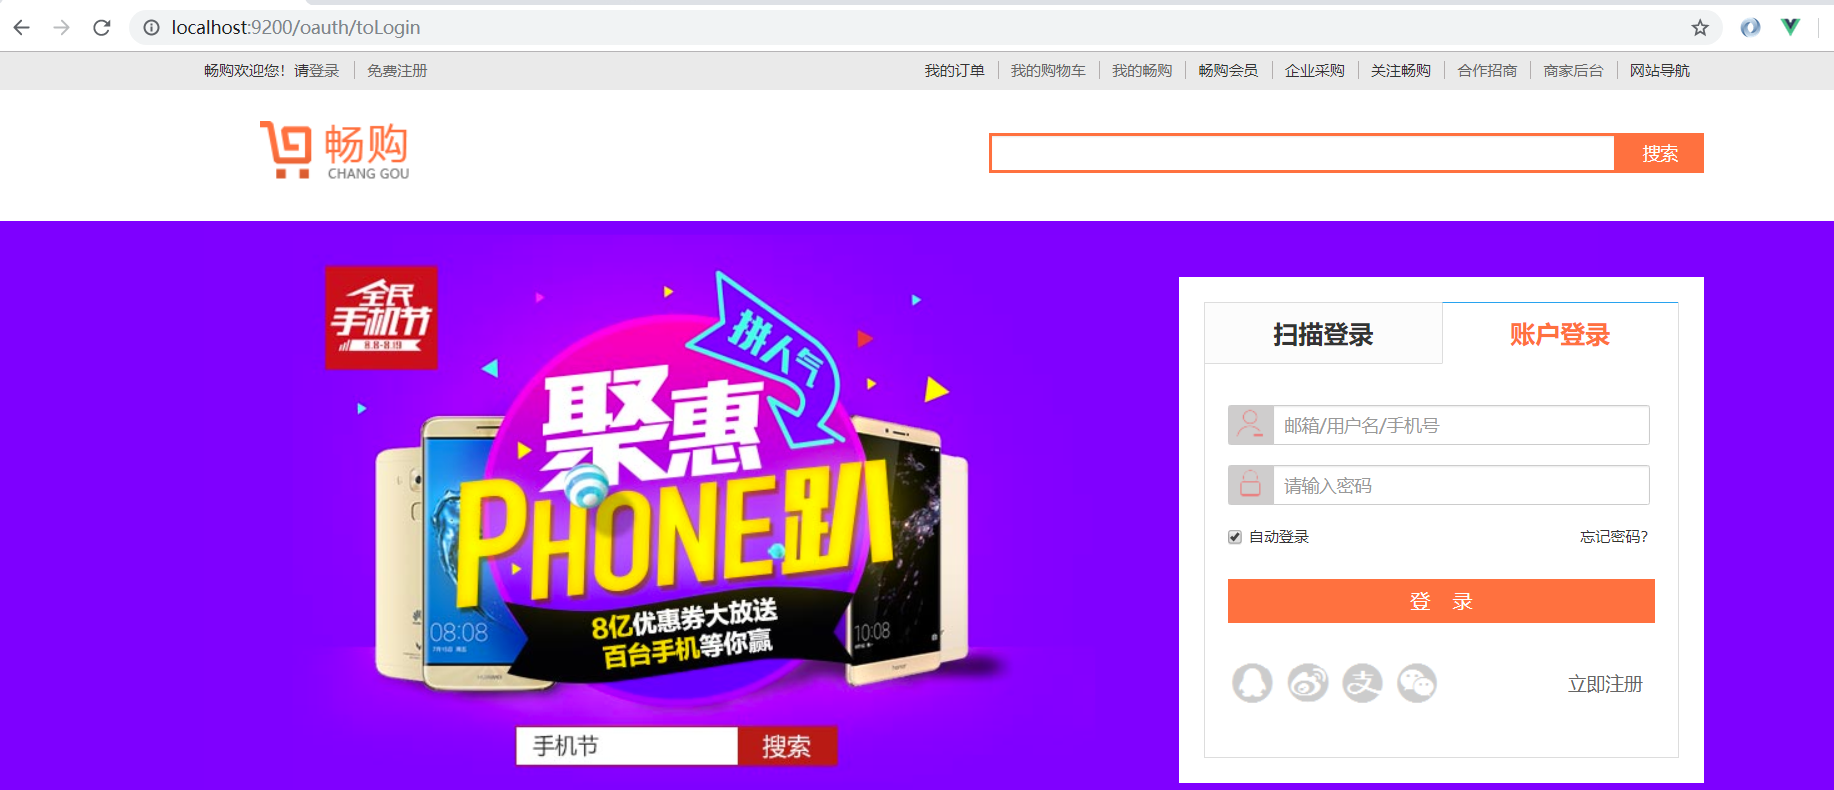 localhost:9200/oauth/toLogin
畅购欢迎您！请登录 免费注册 我的订单 我的购物车 我的畅购 畅购会员 企业采购 关注畅购 合作招商 商家后台 网站导航
畅购
CHANG GOU
搜索
全民
手机节
8.8-8.19
拼人气
聚惠
PHONE趴
08:08
10:08
HUAWEI
honor
8亿优惠券大放送
百台手机等你赢
手机节 搜索
扫描登录 账户登录
邮箱/用户名/手机号
请输入密码
自动登录 忘记密码?
登 录
支
立即注册